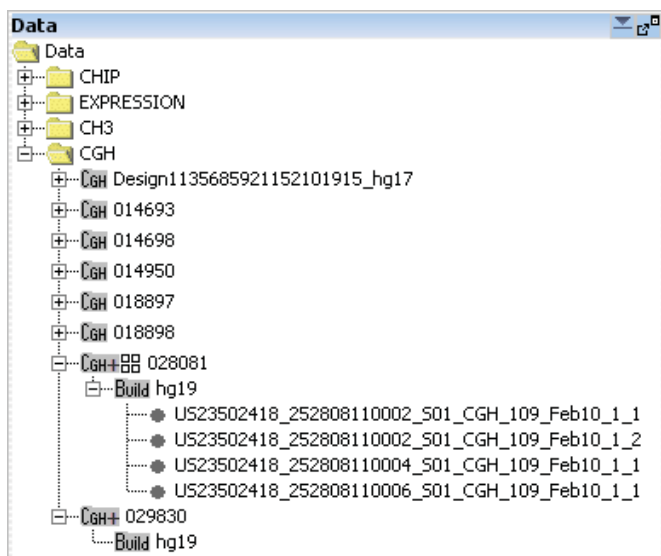 Data
Data
CHIP
EXPRESSION
CH3
CGH
CGH Design1135685921152101915_hg17
CGH 014693
CGH 014698
CGH 014950
CGH 018897
CGH 018898
CGH+ 028081
Build hg19
US23502418_252808110002_S01_CGH_109_Feb10_1_1
US23502418_252808110002_S01_CGH_109_Feb10_1_2
US23502418_252808110004_S01_CGH_109_Feb10_1_1
US23502418_252808110006_S01_CGH_109_Feb10_1_1
CGH+ 029830
Build hg19